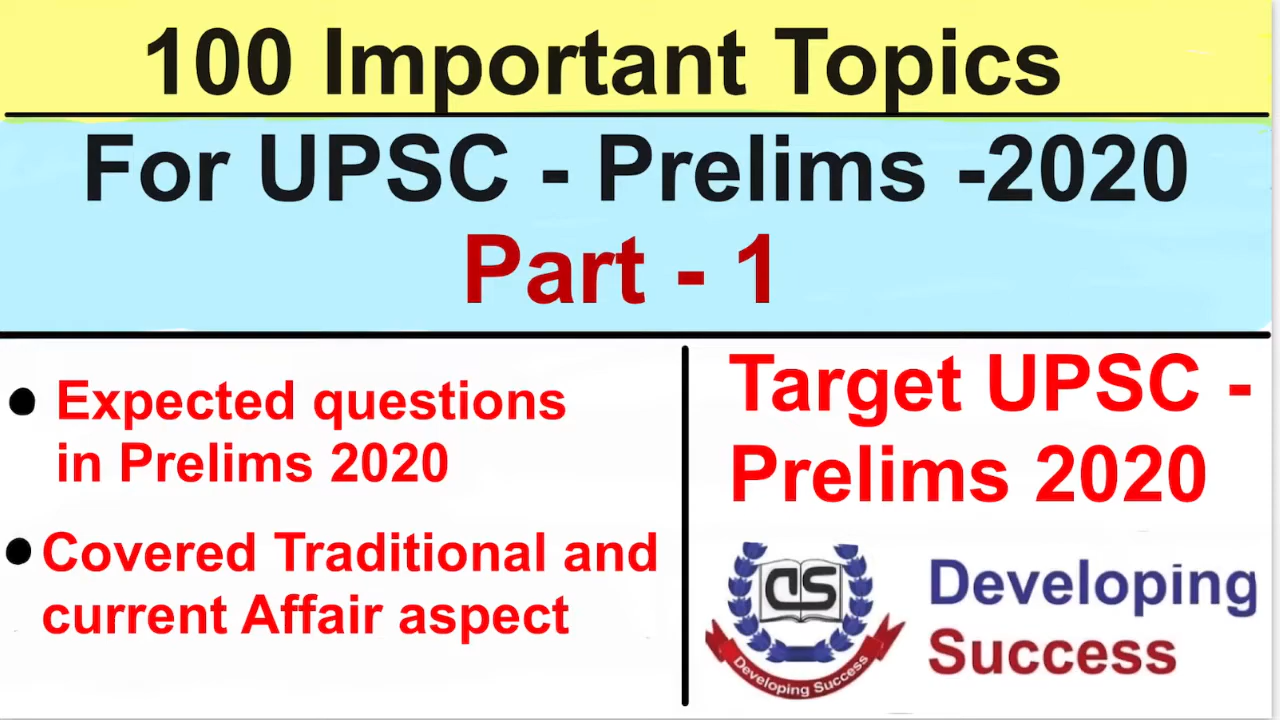 100 Important Topics
For UPSC - Prelims -2020
Part - 1
Expected questions
in Prelims 2020
Covered Traditional and
current Affair aspect
Target UPSC -
Prelims 2020
DS
Developing Success
Developing
Success